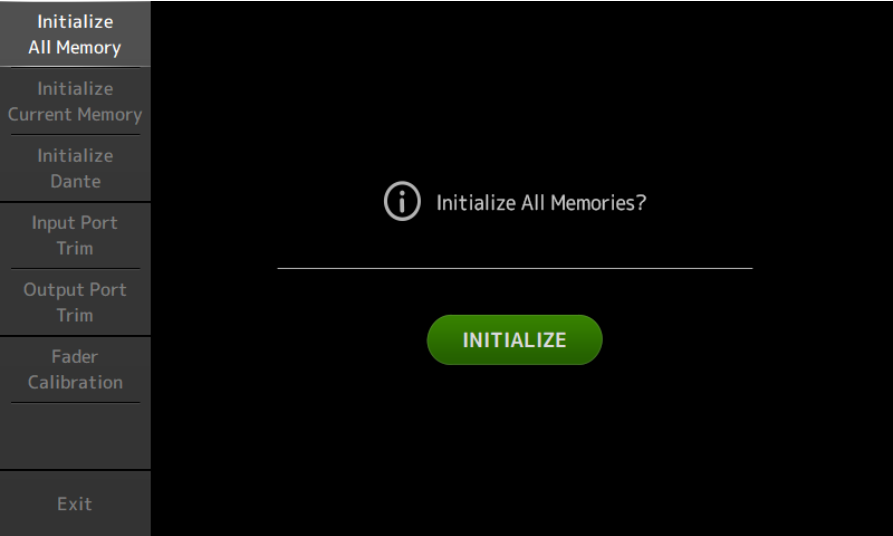 Initialize
All Memory
Initialize
Current Memory
Initialize
Dante
Input Port
Trim
Output Port
Trim
Fader
Calibration
Exit
Initialize All Memories?
INITIALIZE